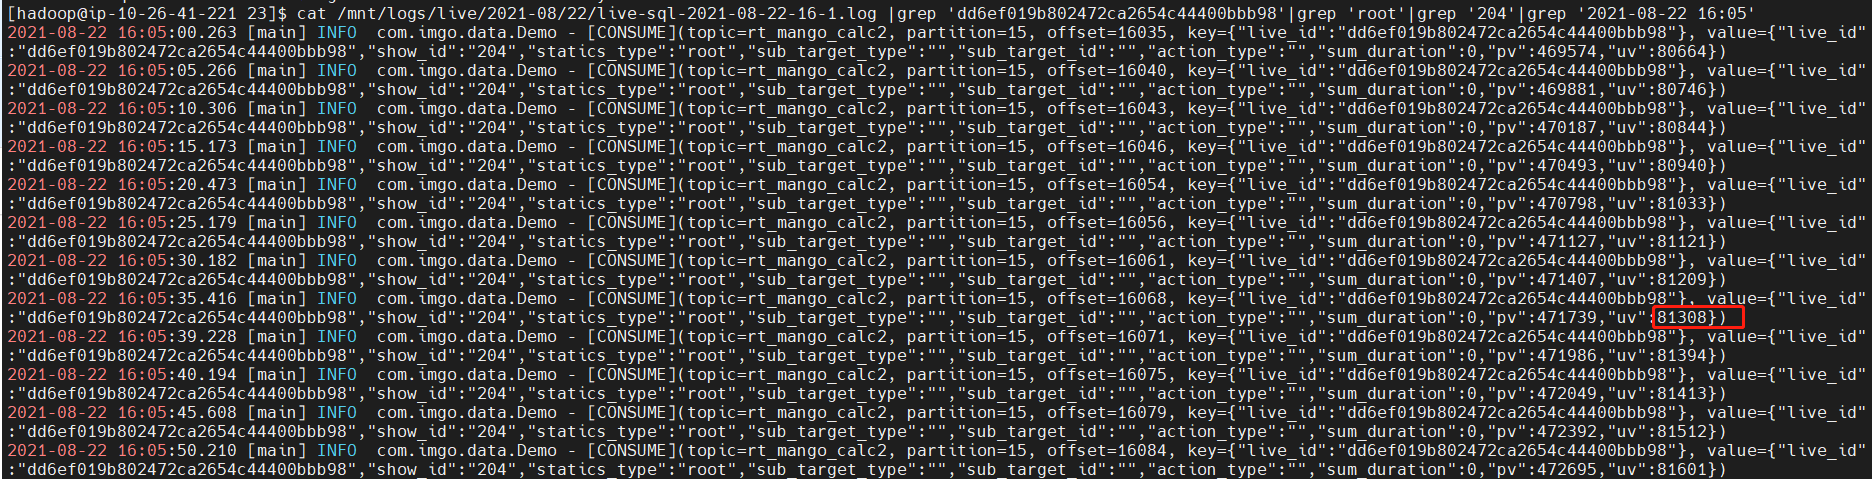 [hadoop@ip-10-26-41-221 23]$ cat /mnt/logs/live/2021-08/22/live-sql-2021-08-22-16-1.log |grep 'dd6ef019b802472ca2654c44400bbb98'|grep 'root'|grep '204'|grep '2021-08-22 16:05'
2021-08-22 16:05:00.263 [main] INFO  com.imgo.data.Demo - [CONSUME](topic=rt_mango_calc2, partition=15, offset=16035, key={"live_id":"dd6ef019b802472ca2654c44400bbb98"}, value={"live_id"
:"dd6ef019b802472ca2654c44400bbb98","show_id":"204","statics_type":"root","sub_target_type":"","sub_target_id":"","action_type":"","sum_duration":0,"pv":469574,"uv":80664})
2021-08-22 16:05:05.266 [main] INFO  com.imgo.data.Demo - [CONSUME](topic=rt_mango_calc2, partition=15, offset=16040, key={"live_id":"dd6ef019b802472ca2654c44400bbb98"}, value={"live_id"
:"dd6ef019b802472ca2654c44400bbb98","show_id":"204","statics_type":"root","sub_target_type":"","sub_target_id":"","action_type":"","sum_duration":0,"pv":469881,"uv":80746})
2021-08-22 16:05:10.306 [main] INFO  com.imgo.data.Demo - [CONSUME](topic=rt_mango_calc2, partition=15, offset=16043, key={"live_id":"dd6ef019b802472ca2654c44400bbb98"}, value={"live_id"
:"dd6ef019b802472ca2654c44400bbb98","show_id":"204","statics_type":"root","sub_target_type":"","sub_target_id":"","action_type":"","sum_duration":0,"pv":470187,"uv":80844})
2021-08-22 16:05:15.173 [main] INFO  com.imgo.data.Demo - [CONSUME](topic=rt_mango_calc2, partition=15, offset=16046, key={"live_id":"dd6ef019b802472ca2654c44400bbb98"}, value={"live_id"
:"dd6ef019b802472ca2654c44400bbb98","show_id":"204","statics_type":"root","sub_target_type":"","sub_target_id":"","action_type":"","sum_duration":0,"pv":470493,"uv":80940})
2021-08-22 16:05:20.473 [main] INFO  com.imgo.data.Demo - [CONSUME](topic=rt_mango_calc2, partition=15, offset=16054, key={"live_id":"dd6ef019b802472ca2654c44400bbb98"}, value={"live_id"
:"dd6ef019b802472ca2654c44400bbb98","show_id":"204","statics_type":"root","sub_target_type":"","sub_target_id":"","action_type":"","sum_duration":0,"pv":470798,"uv":81033})
2021-08-22 16:05:25.179 [main] INFO  com.imgo.data.Demo - [CONSUME](topic=rt_mango_calc2, partition=15, offset=16056, key={"live_id":"dd6ef019b802472ca2654c44400bbb98"}, value={"live_id"
:"dd6ef019b802472ca2654c44400bbb98","show_id":"204","statics_type":"root","sub_target_type":"","sub_target_id":"","action_type":"","sum_duration":0,"pv":471127,"uv":81121})
2021-08-22 16:05:30.182 [main] INFO  com.imgo.data.Demo - [CONSUME](topic=rt_mango_calc2, partition=15, offset=16061, key={"live_id":"dd6ef019b802472ca2654c44400bbb98"}, value={"live_id"
:"dd6ef019b802472ca2654c44400bbb98","show_id":"204","statics_type":"root","sub_target_type":"","sub_target_id":"","action_type":"","sum_duration":0,"pv":471407,"uv":81209})
2021-08-22 16:05:35.416 [main] INFO  com.imgo.data.Demo - [CONSUME](topic=rt_mango_calc2, partition=15, offset=16068, key={"live_id":"dd6ef019b802472ca2654c44400bbb98"}, value={"live_id"
:"dd6ef019b802472ca2654c44400bbb98","show_id":"204","statics_type":"root","sub_target_type":"","sub_target_id":"","action_type":"","sum_duration":0,"pv":471739,"uv":81308})
2021-08-22 16:05:39.228 [main] INFO  com.imgo.data.Demo - [CONSUME](topic=rt_mango_calc2, partition=15, offset=16071, key={"live_id":"dd6ef019b802472ca2654c44400bbb98"}, value={"live_id"
:"dd6ef019b802472ca2654c44400bbb98","show_id":"204","statics_type":"root","sub_target_type":"","sub_target_id":"","action_type":"","sum_duration":0,"pv":471986,"uv":81394})
2021-08-22 16:05:40.194 [main] INFO  com.imgo.data.Demo - [CONSUME](topic=rt_mango_calc2, partition=15, offset=16075, key={"live_id":"dd6ef019b802472ca2654c44400bbb98"}, value={"live_id"
:"dd6ef019b802472ca2654c44400bbb98","show_id":"204","statics_type":"root","sub_target_type":"","sub_target_id":"","action_type":"","sum_duration":0,"pv":472049,"uv":81413})
2021-08-22 16:05:45.608 [main] INFO  com.imgo.data.Demo - [CONSUME](topic=rt_mango_calc2, partition=15, offset=16079, key={"live_id":"dd6ef019b802472ca2654c44400bbb98"}, value={"live_id"
:"dd6ef019b802472ca2654c44400bbb98","show_id":"204","statics_type":"root","sub_target_type":"","sub_target_id":"","action_type":"","sum_duration":0,"pv":472392,"uv":81512})
2021-08-22 16:05:50.210 [main] INFO  com.imgo.data.Demo - [CONSUME](topic=rt_mango_calc2, partition=15, offset=16084, key={"live_id":"dd6ef019b802472ca2654c44400bbb98"}, value={"live_id"
:"dd6ef019b802472ca2654c44400bbb98","show_id":"204","statics_type":"root","sub_target_type":"","sub_target_id":"","action_type":"","sum_duration":0,"pv":472695,"uv":81601})